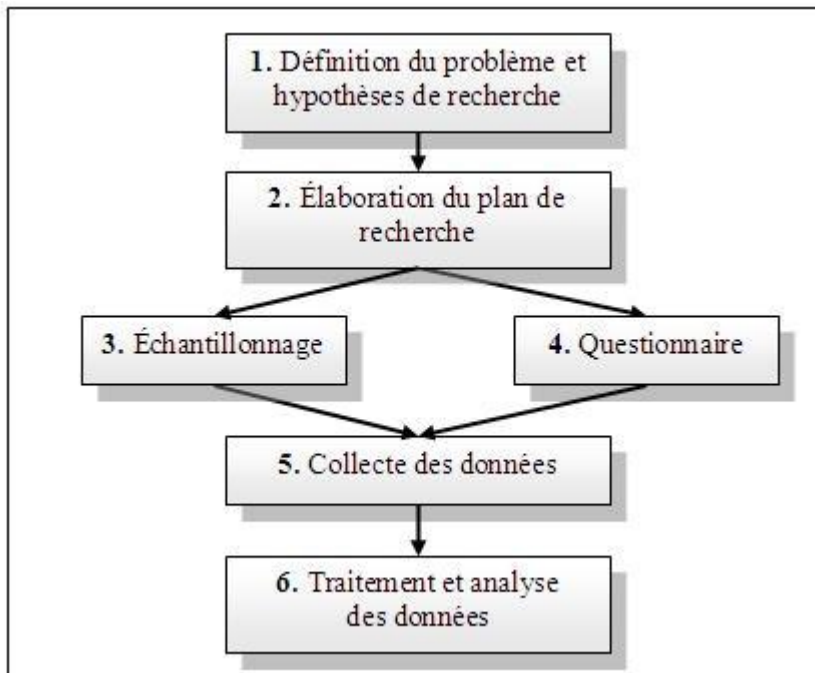 1. Définition du problème et
hypothèses de recherche
2. Élaboration du plan de
recherche
3. Échantillonnage
4. Questionnaire
5. Collecte des données
6. Traitement et analyse
des données